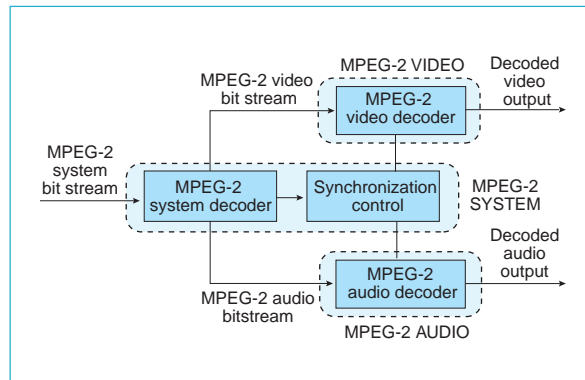 MPEG-2 VIDEO
Decoded
video
output
MPEG-2 video
bit stream
MPEG-2
video decoder
MPEG-2
system
bit stream
MPEG-2
system decoder
Synchronization
control
MPEG-2
SYSTEM
Decoded
audio
output
MPEG-2
audio decoder
MPEG-2 audio
bitstream
MPEG-2 AUDIO